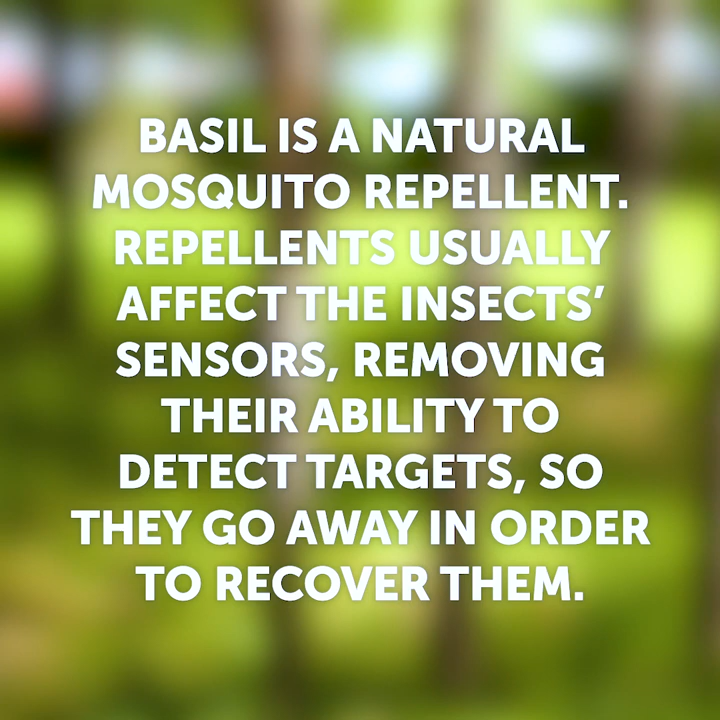 BASIL IS A NATURAL
MOSQUITO REPELLENT.
REPELLENTS USUALLY
AFFECT THE INSECTS’
SENSORS, REMOVING
THEIR ABILITY TO
DETECT TARGETS, SO
THEY GO AWAY IN ORDER
TO RECOVER THEM.